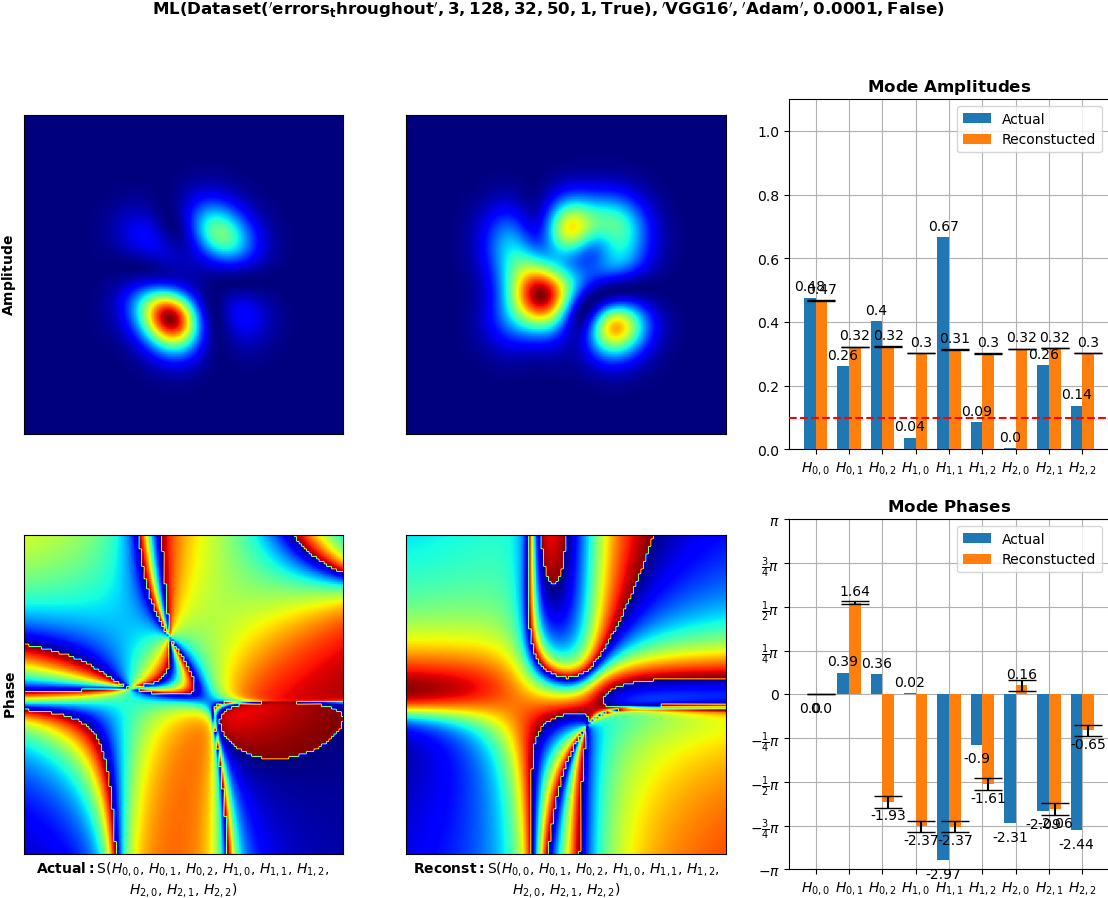 ML(Dataset(′errors_throughout′, 3, 128, 32, 50, 1, True), ′VGG16′, ′Adam′, 0.0001, False)
Amplitude
Mode Amplitudes
Actual
Reconstucted
1.0
0.8
0.6
0.4
0.2
0.0
0.48
0.47
0.26
0.32
0.4
0.32
0.04
0.3
0.67
0.31
0.09
0.3
0.0
0.32
0.26
0.32
0.14
0.3
H0,0 H0,1 H0,2 H1,0 H1,1 H1,2 H2,0 H2,1 H2,2
Phase
Actual: S(H0,0, H0,1, H0,2, H1,0, H1,1, H1,2,
H2,0, H2,1, H2,2)
Reconst: S(H0,0, H0,1, H0,2, H1,0, H1,1, H1,2,
H2,0, H2,1, H2,2)
Mode Phases
Actual
Reconstucted
π
3/4π
1/2π
1/4π
0
−1/4π
−1/2π
−3/4π
−π
0.0
0.0
0.39
1.64
0.36
-1.93
0.02
-2.37
-2.97
-2.37
-0.9
-1.61
-2.31
0.16
-2.09
-2.06
-2.44
-0.65
H0,0 H0,1 H0,2 H1,0 H1,1 H1,2 H2,0 H2,1 H2,2